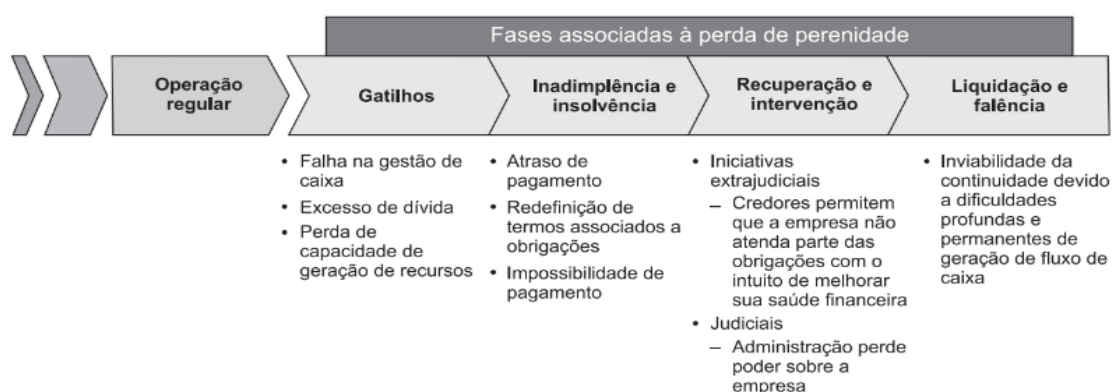 Fases associadas à perda de perenidade
Operação
regular
Gatilhos
Inadimplência e
insolvência
Recuperação e
intervenção
Liquidação e
falência
• Falha na gestão de
caixa
• Excesso de dívida
• Perda de
capacidade de
geração de recursos
• Atraso de
pagamento
• Redefinição de
termos associados a
obrigações
• Impossibilidade de
pagamento
• Iniciativas
extrajudiciais
– Credores permitem
que a empresa não
atenda parte das
obrigações com o
intuito de melhorar
sua saúde financeira
• Judiciais
– Administração perde
poder sobre a
empresa
• Inviabilidade da
continuidade devido
a dificuldades
profundas e
permanentes de
geração de fluxo de
caixa